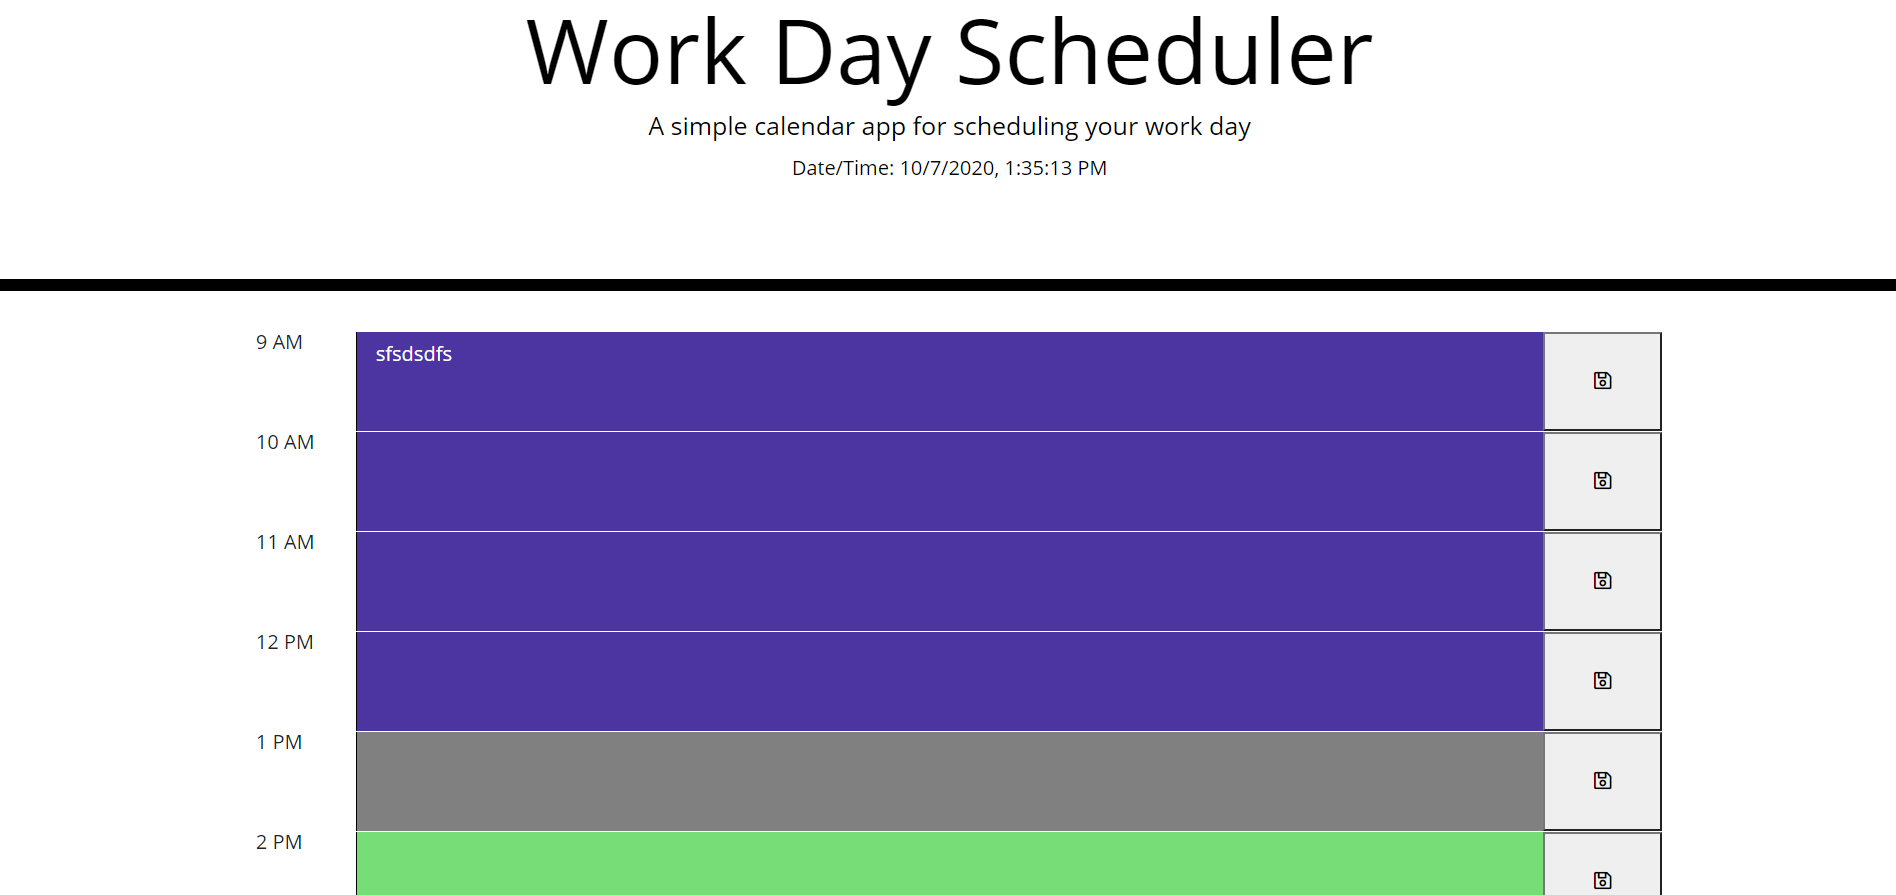 Work Day Scheduler
A simple calendar app for scheduling your work day
Date/Time: 10/7/2020, 1:35:13 PM
9 AM
sfsdsdfs
10 AM
11 AM
12 PM
1 PM
2 PM